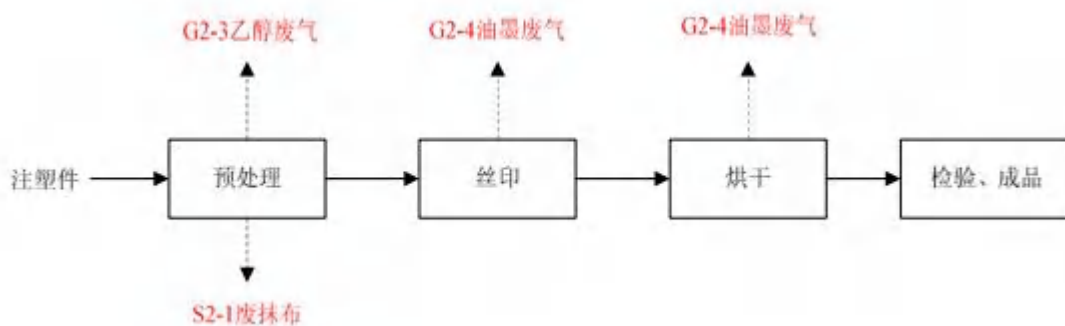 G2-3乙醇废气
G2-4油墨废气
G2-4油墨废气
注塑件
预处理
丝印
烘干
检验、成品
S2-1废抹布